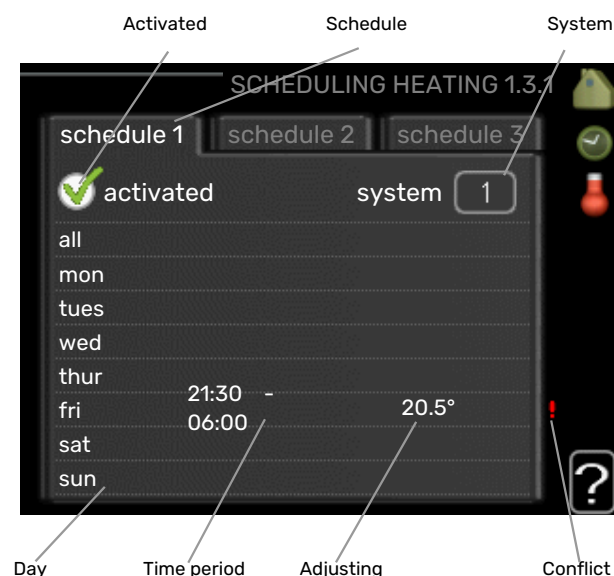 Activated Schedule System
SCHEDULING HEATING 1.3.1
schedule 1 schedule 2 schedule 3
activated system 1
all
mon
tues
wed
thur
21:30 -
fri 20.5°
06:00
sat
sun
!
?
Day Time period Adjusting Conflict